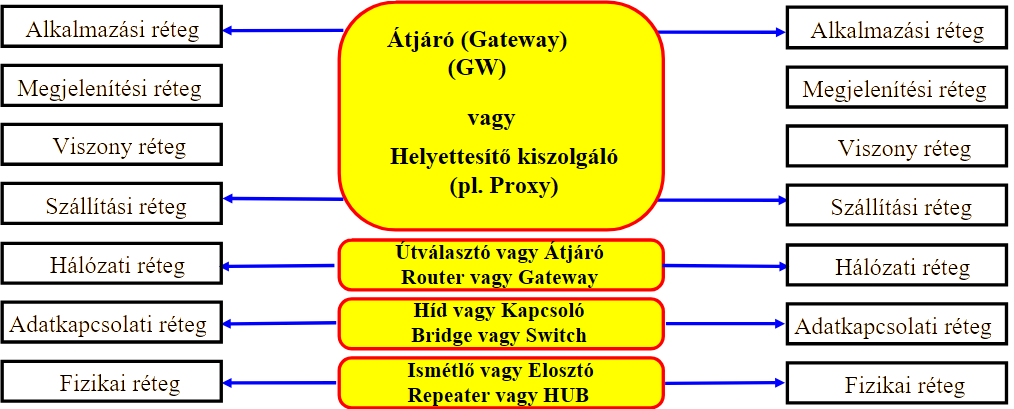 Alkalmazási réteg
Megjelenítési réteg
Viszony réteg
Szállítási réteg
Hálózati réteg
Adatkapcsolati réteg
Fizikai réteg
Átjáró (Gateway)
(GW)
vagy
Helyettesítő kiszolgáló
(pl. Proxy)
Útválasztó vagy Átjáró
Router vagy Gateway
Híd vagy Kapcsoló
Bridge vagy Switch
Ismétlő vagy Elosztó
Repeater vagy HUB
Alkalmazási réteg
Megjelenítési réteg
Viszony réteg
Szállítási réteg
Hálózati réteg
Adatkapcsolati réteg
Fizikai réteg